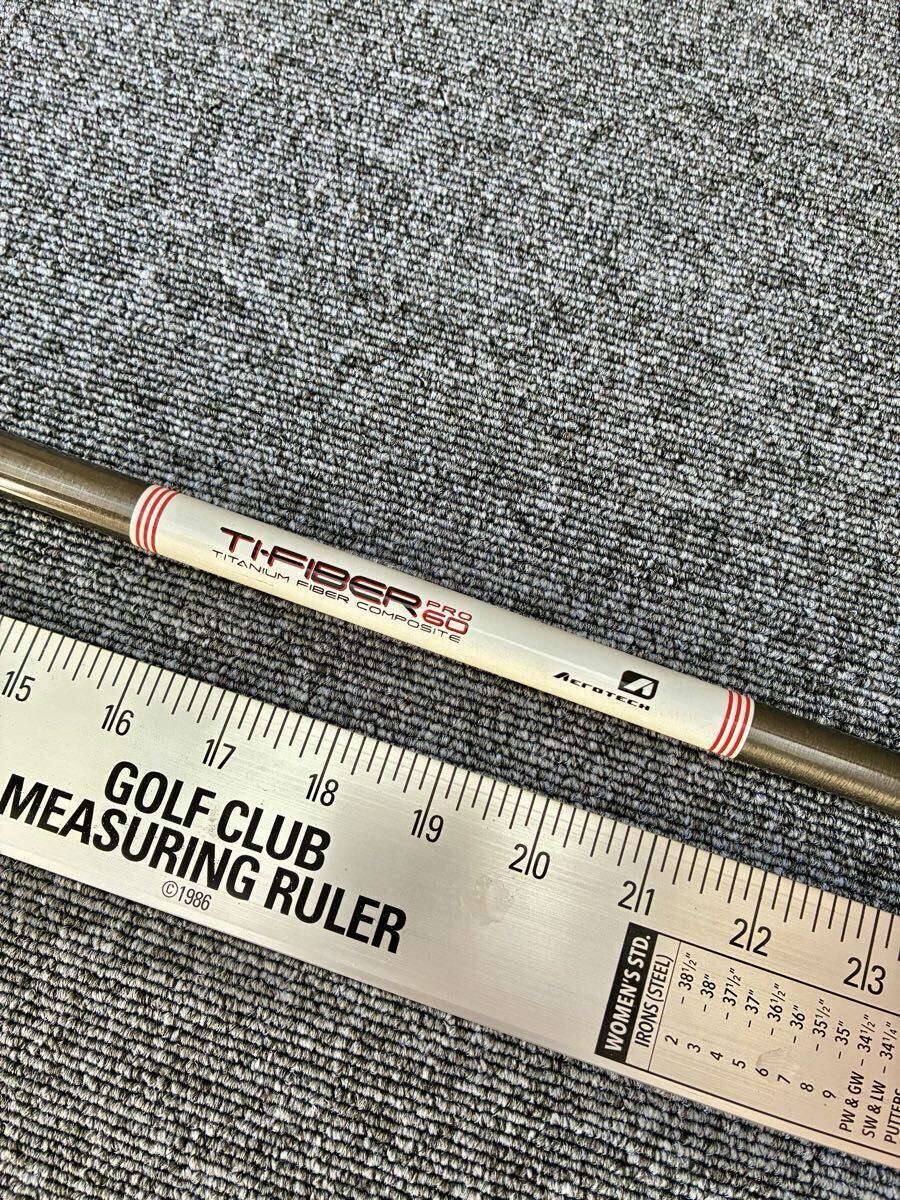 TI-FIBER PRO 60
TITANIUM FIBER COMPOSITE
AEROTECH
15 16 17 18 19 20 21 22 23
GOLF CLUB
MEASURING RULER
©1986
WOMEN'S STD.
IRONS (STEEL)
2 - 38½"
3 - 38"
4 - 37½"
5 - 37"
6 - 36½"
7 - 36"
8 - 35½"
9 - 35"
PW & GW - 34½"
SW & LW - 34¼"
PUTTERS